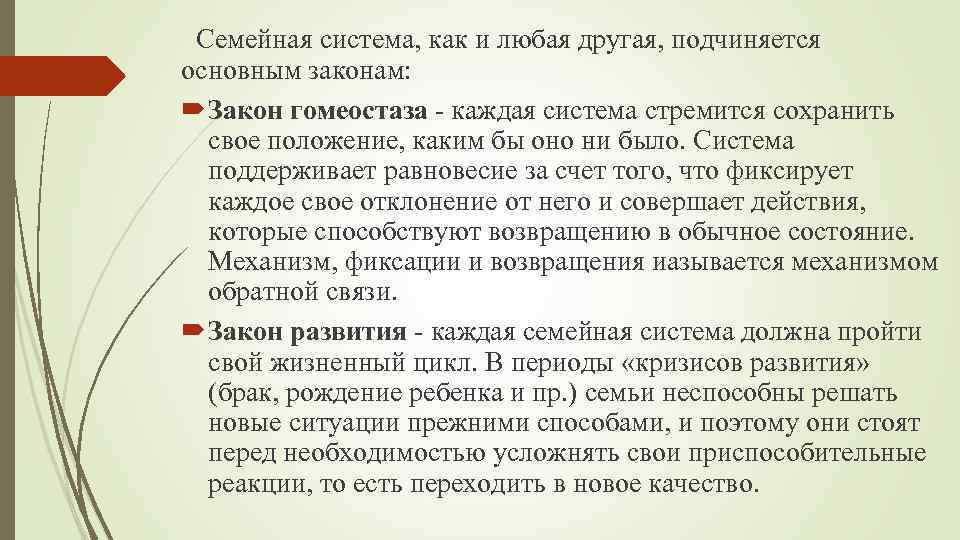 Семейная система, как и любая другая, подчиняется
основным законам:
Закон гомеостаза - каждая система стремится сохранить
свое положение, каким бы оно ни было. Система
поддерживает равновесие за счет того, что фиксирует
каждое свое отклонение от него и совершает действия,
которые способствуют возвращению в обычное состояние.
Механизм, фиксации и возвращения иазывается механизмом
обратной связи.
Закон развития - каждая семейная система должна пройти
свой жизненный цикл. В периоды «кризисов развития»
(брак, рождение ребенка и пр. ) семьи неспособны решать
новые ситуации прежними способами, и поэтому они стоят
перед необходимостью усложнять свои приспособительные
реакции, то есть переходить в новое качество.